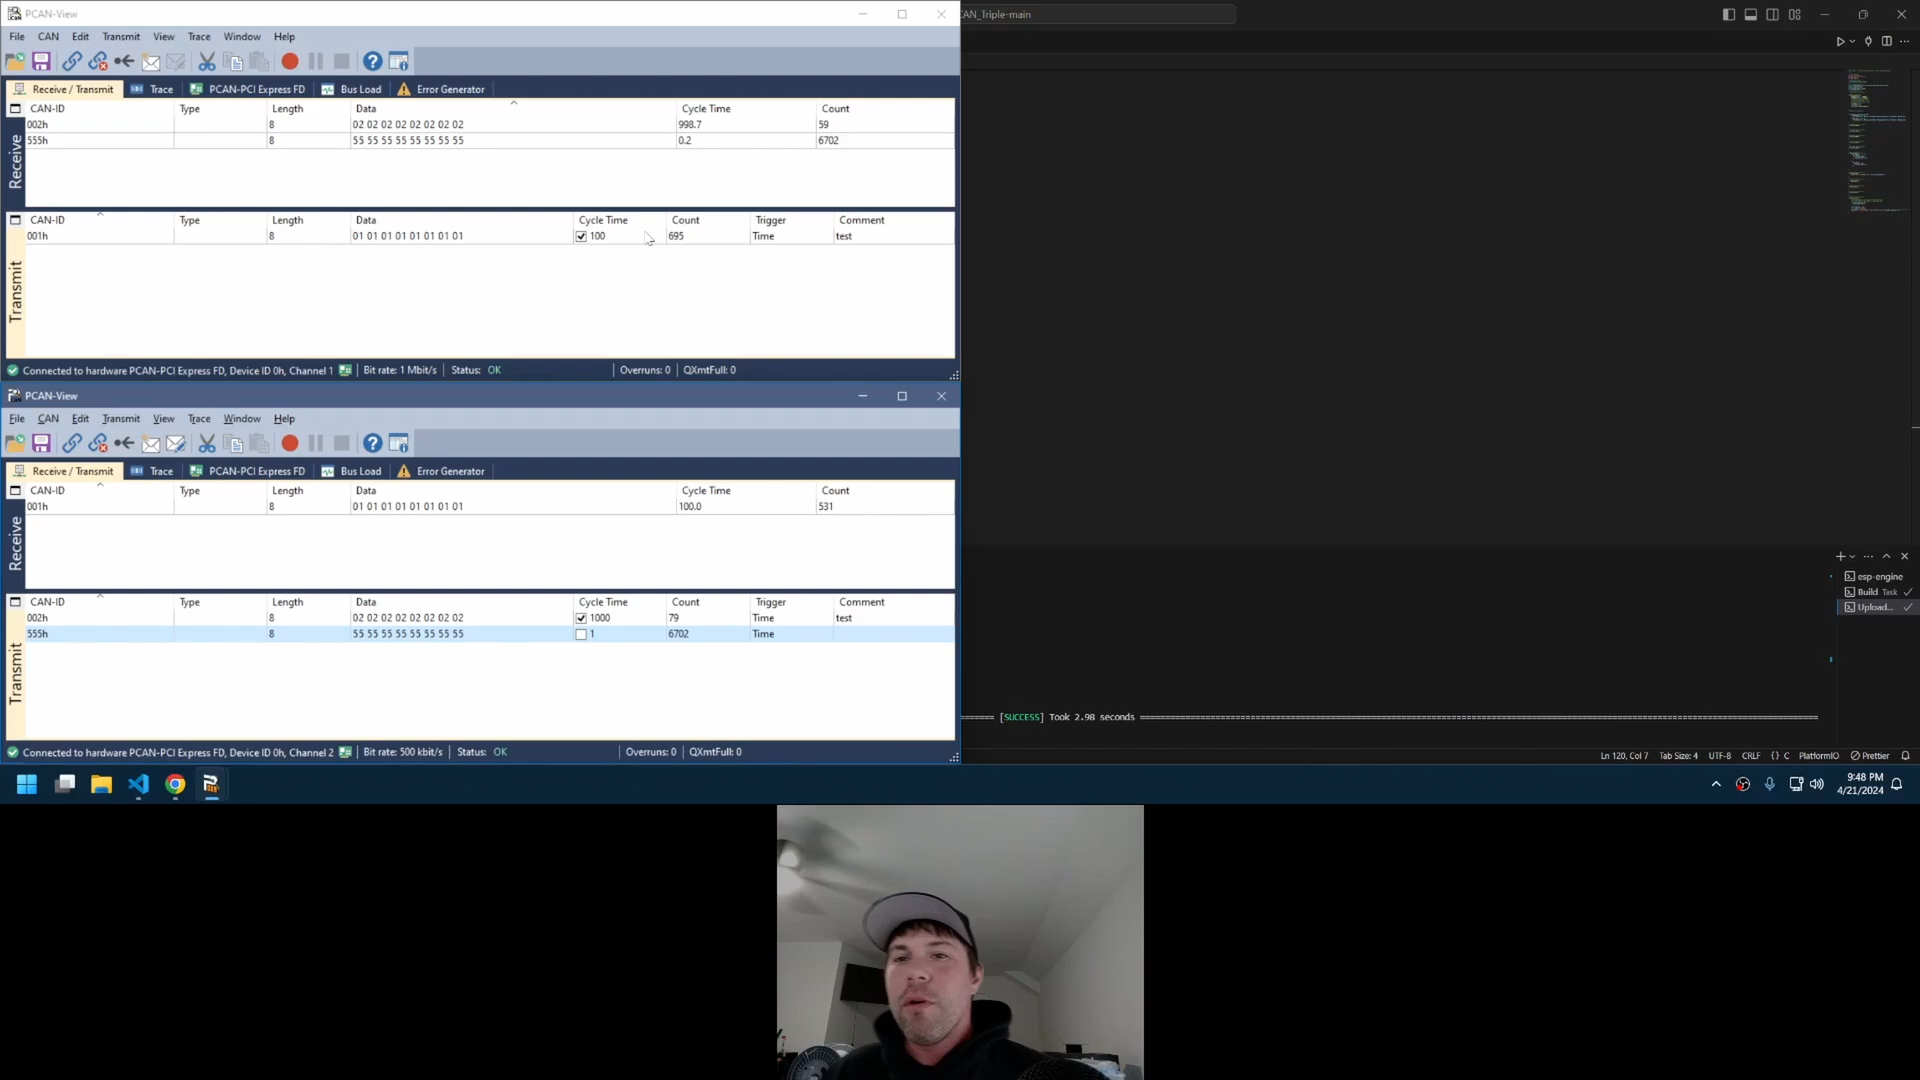 PCAN-View
CAN_Triple-main
File CAN Edit Transmit View Trace Window Help
Receive / Transmit Trace PCAN-PCI Express FD Bus Load Error Generator
Receive
CAN-ID Type Length Data Cycle Time Count
002h 8 02 02 02 02 02 02 02 02 998.7 59
555h 8 55 55 55 55 55 55 55 55 0.2 6702
Transmit
CAN-ID Type Length Data Cycle Time Count Trigger Comment
001h 8 01 01 01 01 01 01 01 01 100 695 Time test
Connected to hardware PCAN-PCI Express FD, Device ID 0h, Channel 1 Bit rate: 1 Mbit/s Status: OK Overruns: 0 QXmtFull: 0
PCAN-View
File CAN Edit Transmit View Trace Window Help
Receive / Transmit Trace PCAN-PCI Express FD Bus Load Error Generator
Receive
CAN-ID Type Length Data Cycle Time Count
001h 8 01 01 01 01 01 01 01 01 100.0 531
Transmit
CAN-ID Type Length Data Cycle Time Count Trigger Comment
002h 8 02 02 02 02 02 02 02 02 1000 79 Time test
555h 8 55 55 55 55 55 55 55 55 1 6702 Time
Connected to hardware PCAN-PCI Express FD, Device ID 0h, Channel 2 Bit rate: 500 kbit/s Status: OK Overruns: 0 QXmtFull: 0
esp-engine
Build Task
Upload...
[SUCCESS] Took 2.98 seconds
Ln 120, Col 7 Tab Size: 4 UTF-8 CRLF {} C PlatformIO Prettier
9:48 PM
4/21/2024